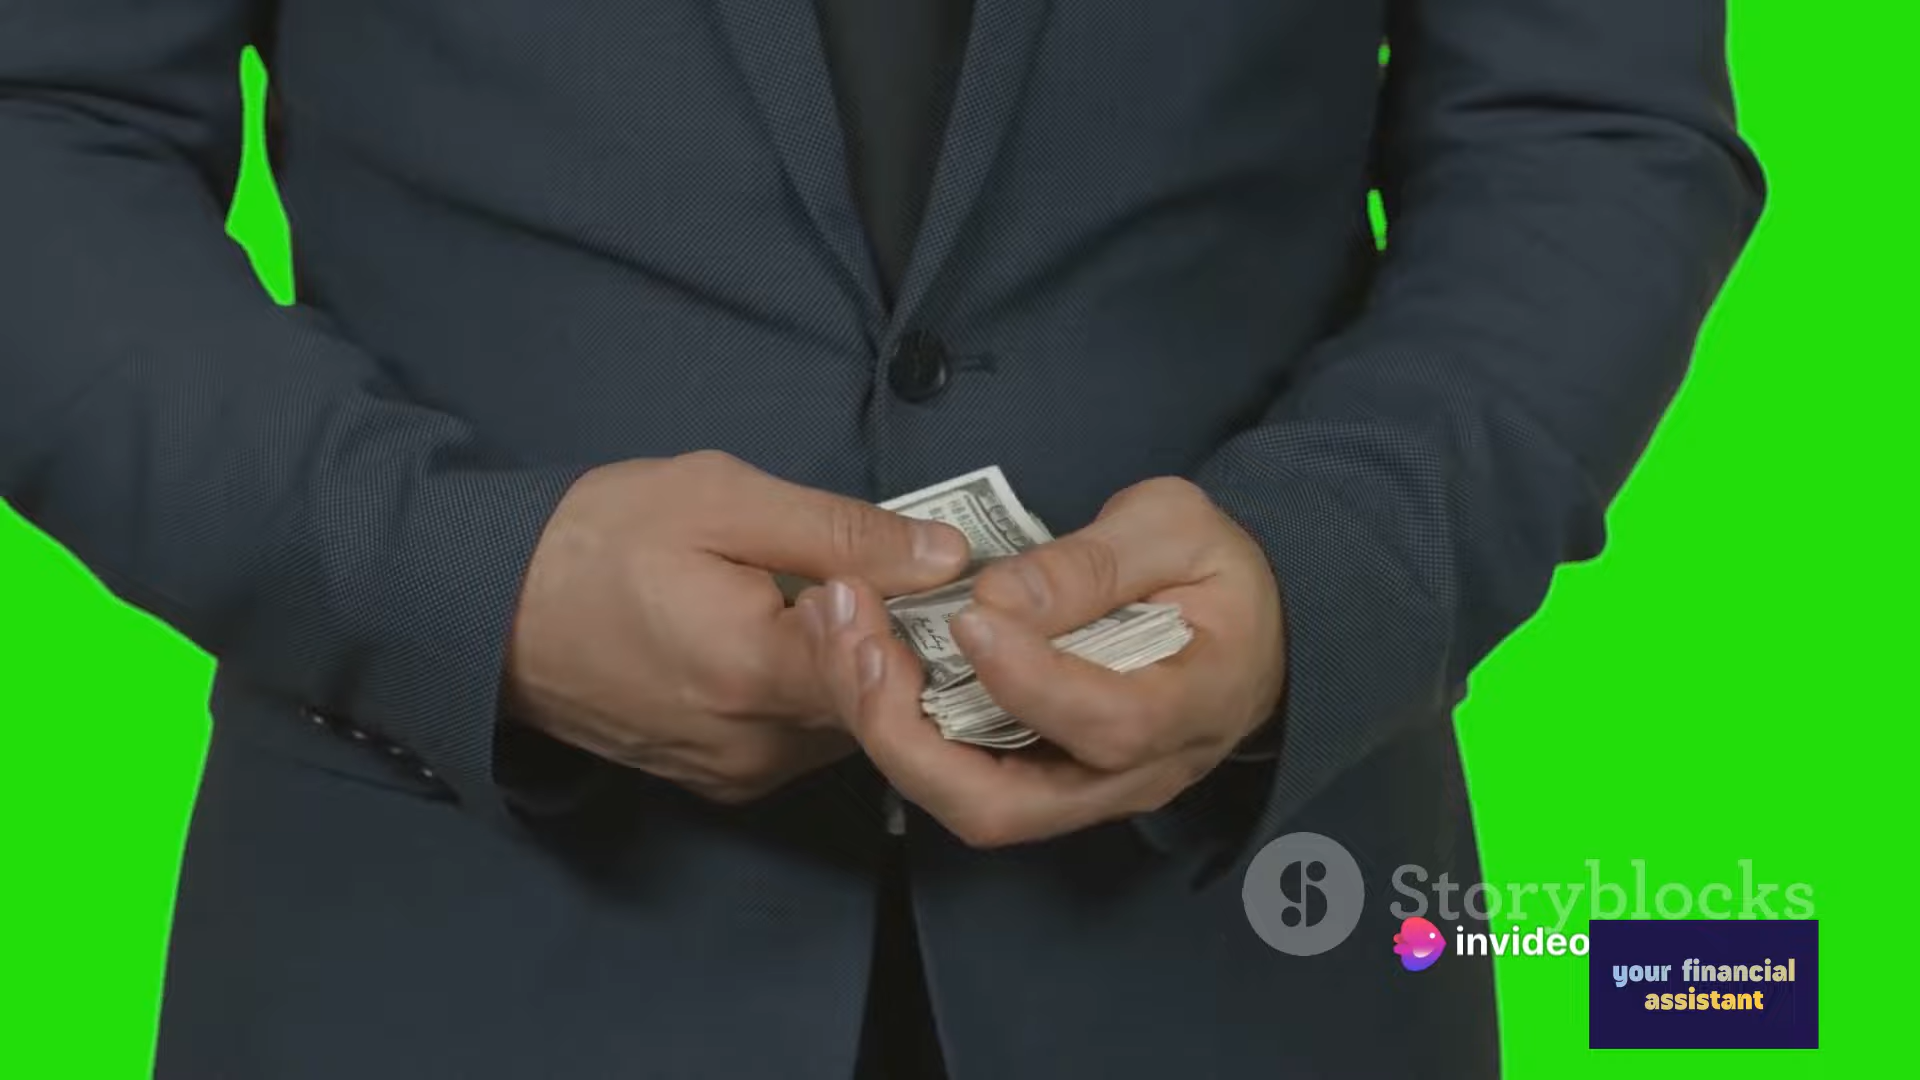 Storyblocks
invideo
your financial
assistant